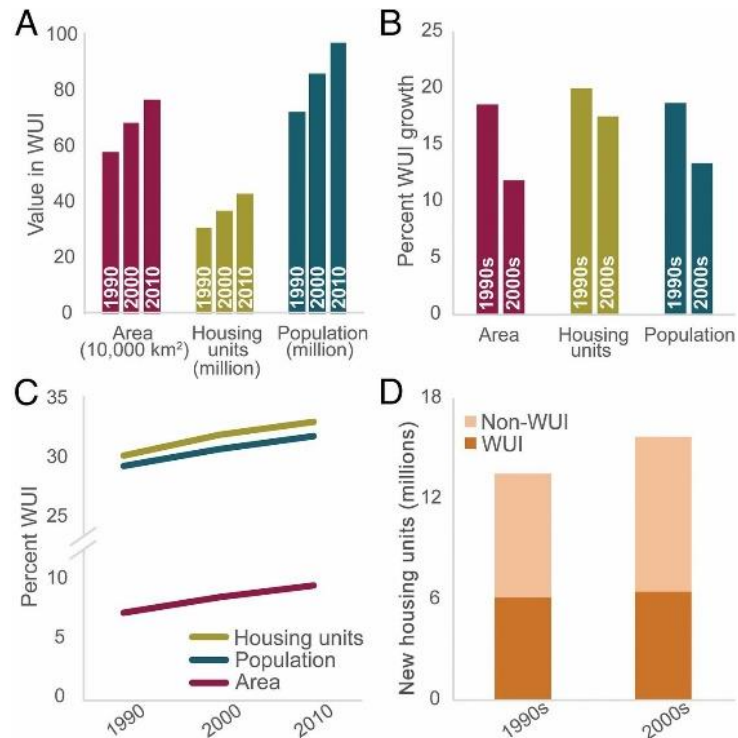 A
Value in WUI
100
80
60
40
20
0
1990
2000
2010
1990
2000
2010
1990
2000
2010
Area
(10,000 km²)
Housing
units
(million)
Population
(million)
B
Percent WUI growth
25
20
15
10
5
0
1990s
2000s
1990s
2000s
1990s
2000s
Area
Housing
units
Population
C
Percent WUI
35
30
25
10
5
0
Housing units
Population
Area
1990
2000
2010
D
New housing units (millions)
18
12
6
0
Non-WUI
WUI
1990s
2000s